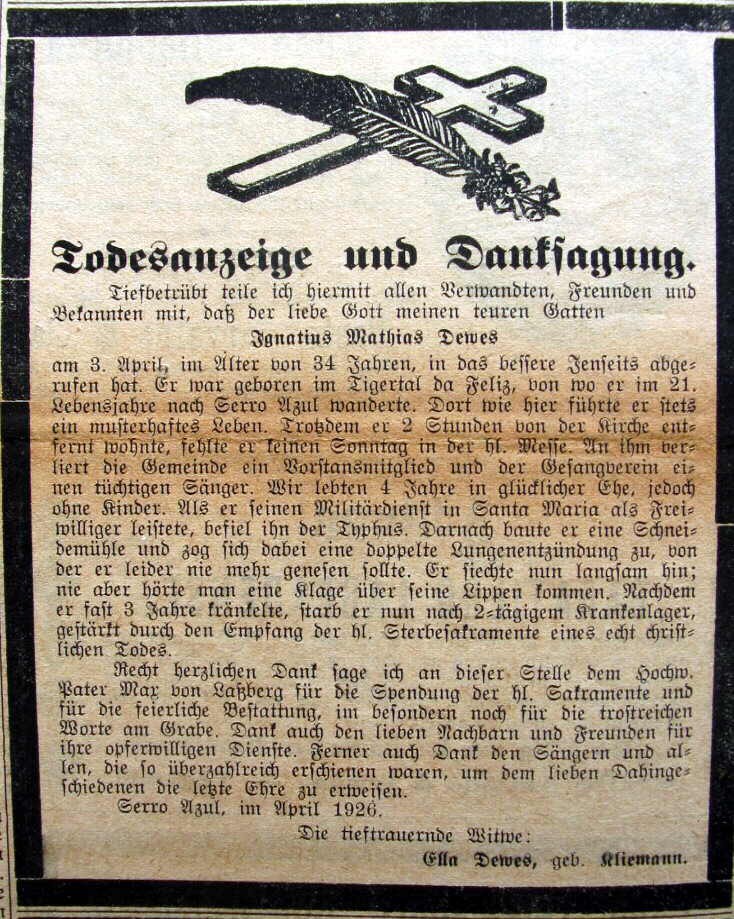 Todesanzeige und Danksagung.
Tiefbetrübt teile ich hiermit allen Verwandten, Freunden und
Bekannten mit, daß der liebe Gott meinen teuren Gatten
Ignatius Mathias Dewes
am 3. April, im Alter von 34 Jahren, in das bessere Jenseits abge-
rufen hat. Er war geboren im Tigertal da Feliz, von wo er im 21.
Lebensjahre nach Serro Azul wanderte. Dort wie hier führte er stets
ein musterhaftes Leben. Trotzdem er 2 Stunden von der Kirche ent-
fernt wohnte, fehlte er keinen Sonntag in der hl. Messe. An ihm ver-
liert die Gemeinde ein Vorstansmitglied und der Gesangverein ei-
nen tüchtigen Sänger. Wir lebten 4 Jahre in glücklicher Ehe, jedoch
ohne Kinder. Als er seinen Militärdienst in Santa Maria als Frei-
williger leistete, befiel ihn der Typhus. Darnach baute er eine Schnei-
demühle und zog sich dabei eine doppelte Lungenentzündung zu, von
der er leider nie mehr genesen sollte. Er siechte nun langsam hin;
nie aber hörte man eine Klage über seine Lippen kommen. Nachdem
er fast 3 Jahre kränkelte, starb er nun nach 2-tägigem Krankenlager,
gestärkt durch den Empfang der hl. Sterbesakramente eines echt christ-
lichen Todes.
Recht herzlichen Dank sage ich an dieser Stelle dem Hochw.
Pater Max von Laßberg für die Spendung der hl. Sakramente und
für die feierliche Bestattung, im besondern noch für die trostreichen
Worte am Grabe. Dank auch den lieben Nachbarn und Freunden für
ihre opferwilligen Dienste. Ferner auch Dank den Sängern und al-
len, die so überzahlreich erschienen waren, um dem lieben Dahinge-
schiedenen die letzte Ehre zu erweisen.
Serro Azul, im April 1926.
Die tieftrauernde Witwe:
Ella Dewes, geb. Kliemann.